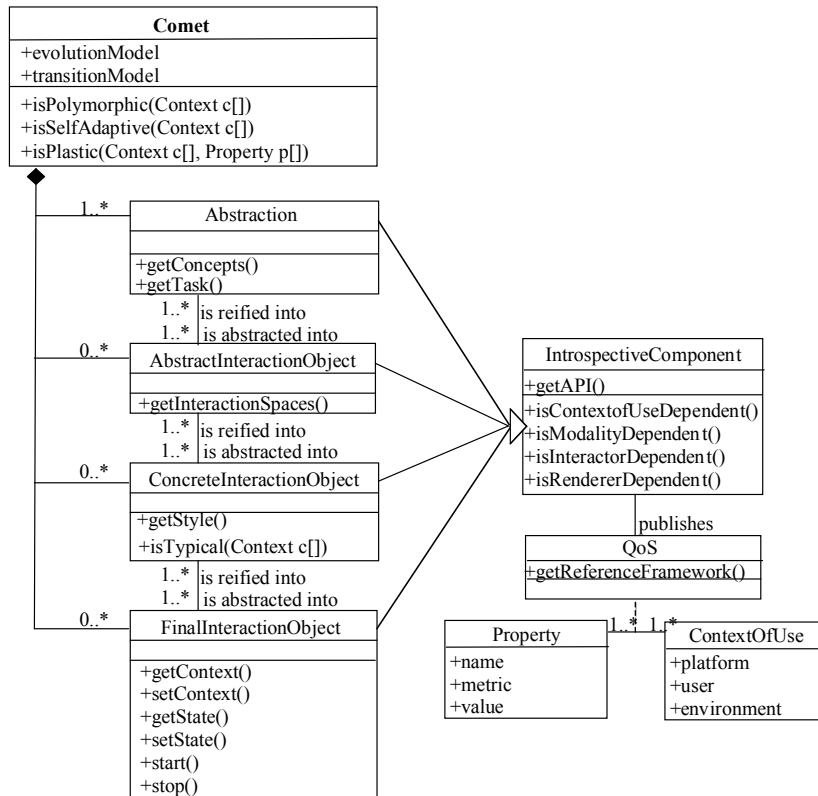 Comet
+evolutionModel
+transitionModel
+isPolymorphic(Context c[])
+isSelfAdaptive(Context c[])
+isPlastic(Context c[], Property p[])
1..*
Abstraction
+getConcepts()
+getTask()
1..* is reified into
1..* is abstracted into
0..*
AbstractInteractionObject
+getInteractionSpaces()
1..* is reified into
1..* is abstracted into
0..*
ConcreteInteractionObject
+getStyle()
+isTypical(Context c[])
1..* is reified into
1..* is abstracted into
0..*
FinalInteractionObject
+getContext()
+setContext()
+getState()
+setState()
+start()
+stop()
IntrospectiveComponent
+getAPI()
+isContextofUseDependent()
+isModalityDependent()
+isInteractorDependent()
+isRendererDependent()
publishes
QoS
+getReferenceFramework()
1..* 1..*
Property
+name
+metric
+value
ContextOfUse
+platform
+user
+environment